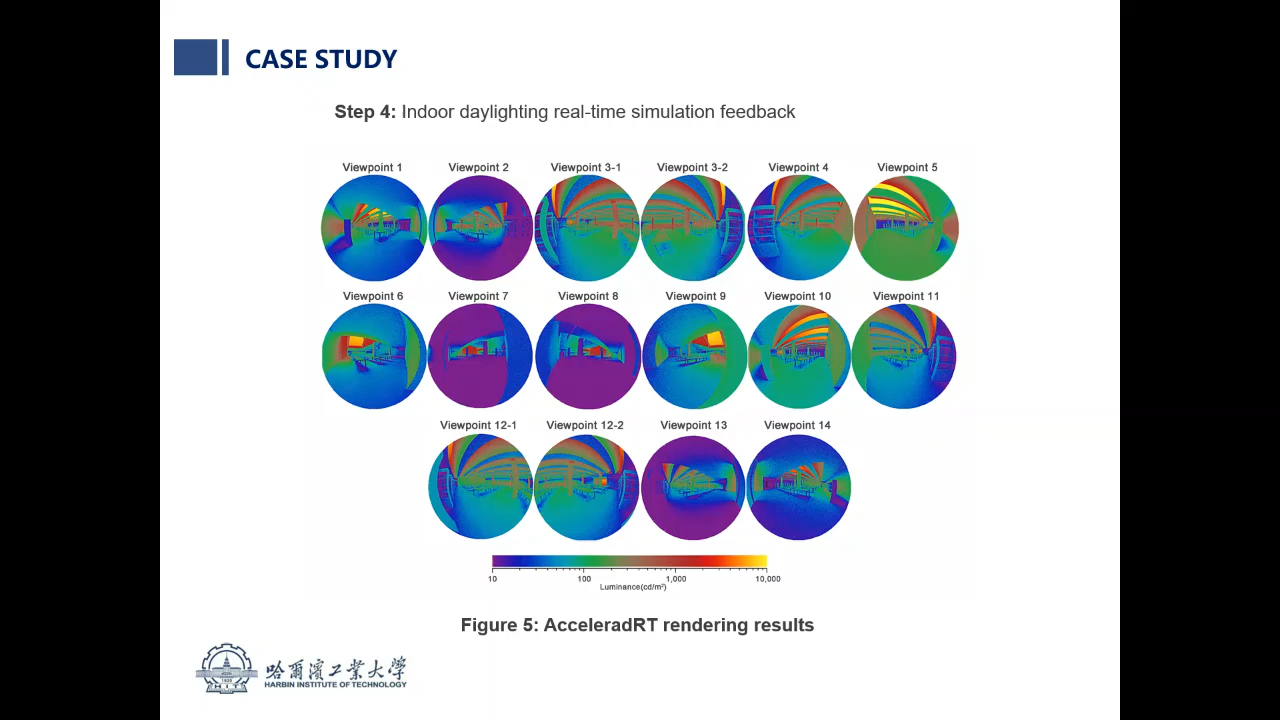 CASE STUDY
Step 4: Indoor daylighting real-time simulation feedback
Viewpoint 1 Viewpoint 2 Viewpoint 3-1 Viewpoint 3-2 Viewpoint 4 Viewpoint 5
Viewpoint 6 Viewpoint 7 Viewpoint 8 Viewpoint 9 Viewpoint 10 Viewpoint 11
Viewpoint 12-1 Viewpoint 12-2 Viewpoint 13 Viewpoint 14
10 100 1,000 10,000
Luminance(cd/m²)
Figure 5: AcceleradRT rendering results
哈爾濱工業大學
HARBIN INSTITUTE OF TECHNOLOGY
1920
HIT